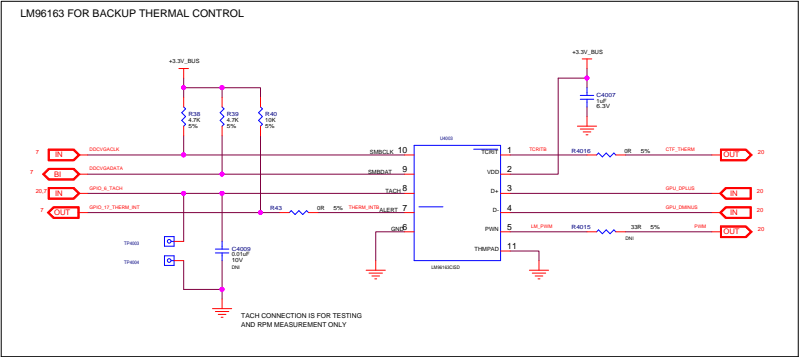 LM96163 FOR BACKUP THERMAL CONTROL
+3.3V_BUS
+3.3V_BUS
R38
4.7K
5%
R39
4.7K
5%
R40
10K
5%
C4007
1uF
6.3V
U4003
7 IN DDCVGACLK
SMBCLK 10
TCRIT 1 TCRITB R4016 0R 5% CTF_THERM OUT 20
7 BI DDCVGADATA
SMBDAT 9
VDD 2
20,7 IN GPIO_6_TACH
TACH 8
D+ 3 GPU_DPLUS IN 20
7 OUT GPIO_17_THERM_INT R43 0R 5% THERM_INTB
ALERT 7
D- 4 GPU_DMINUS IN 20
GND 6
PWN 5 LM_PWM R4015 33R 5% PWM OUT 20
DNI
THMPAD 11
TP4003
TP4004
C4009
0.01uF
10V
DNI
LM96163CISD
TACH CONNECTION IS FOR TESTING
AND RPM MEASUREMENT ONLY